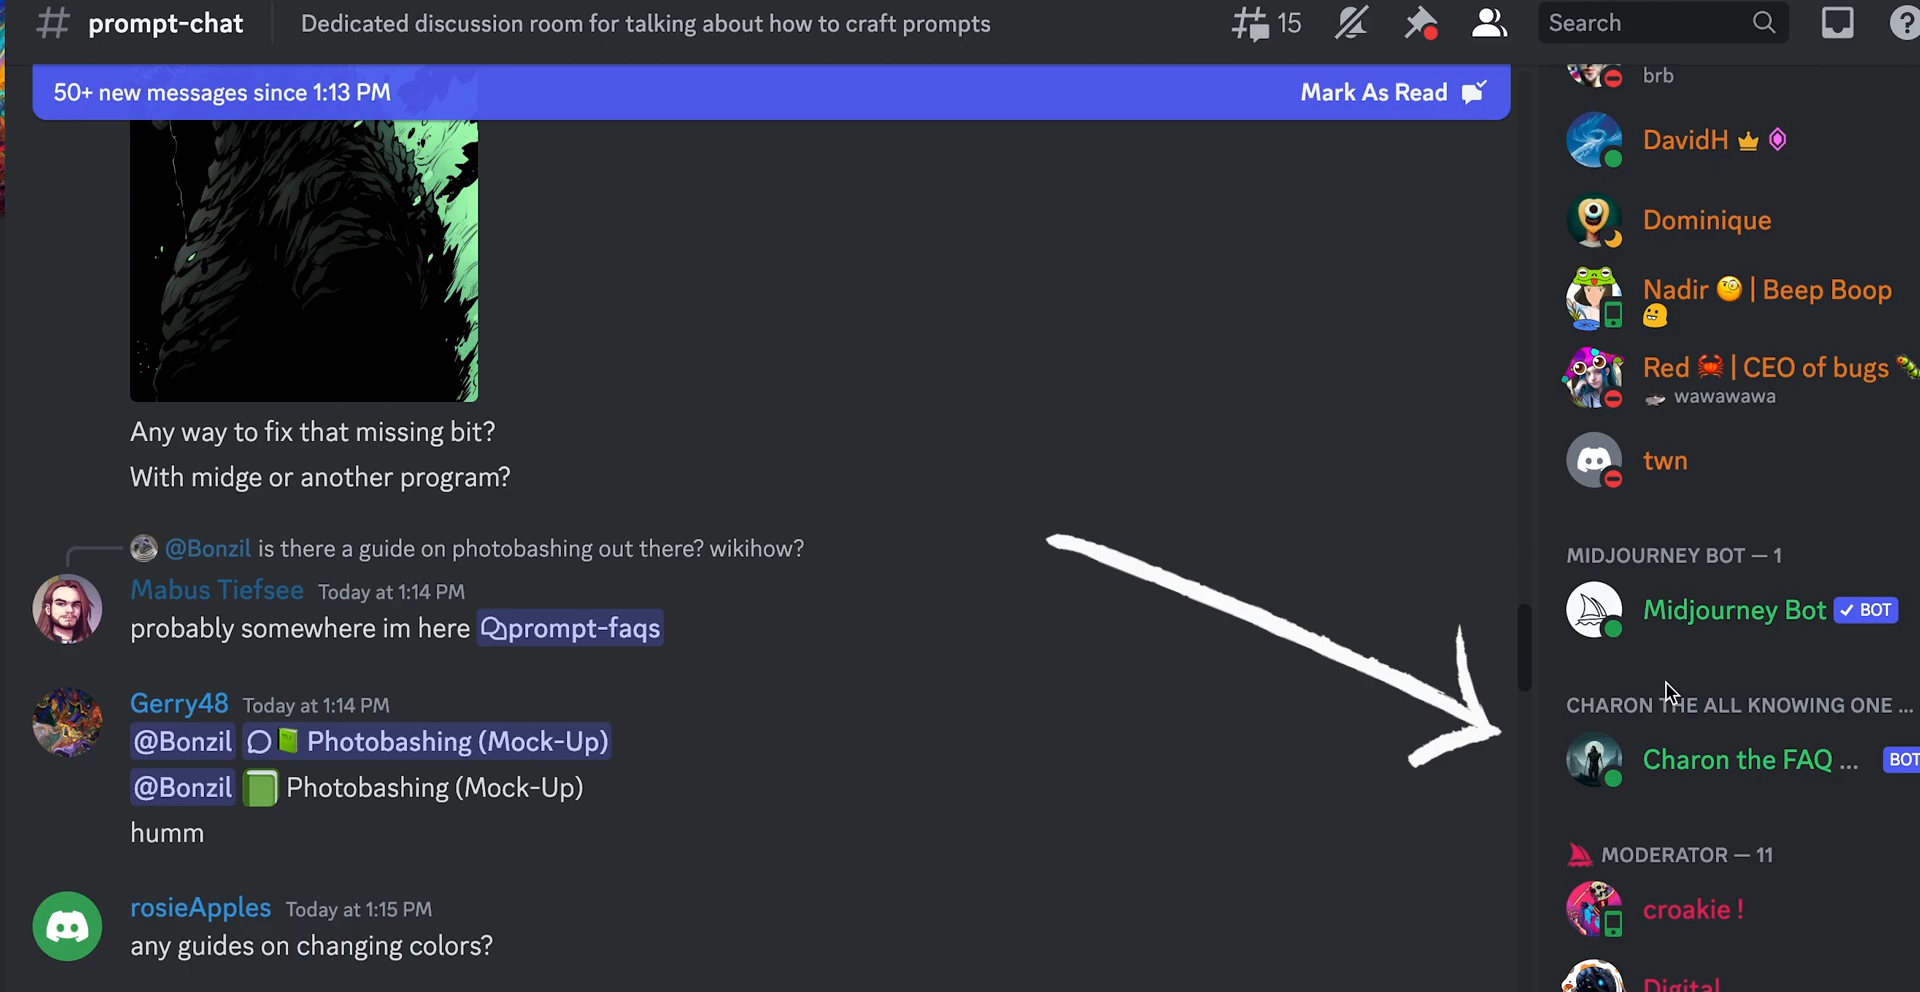 prompt-chat
Dedicated discussion room for talking about how to craft prompts
15
Search
50+ new messages since 1:13 PM
Mark As Read
Any way to fix that missing bit?
With midge or another program?
@Bonzil is there a guide on photobashing out there? wikihow?
Mabus Tiefsee Today at 1:14 PM
probably somewhere im here prompt-faqs
Gerry48 Today at 1:14 PM
@Bonzil Photobashing (Mock-Up)
@Bonzil Photobashing (Mock-Up)
humm
rosieApples Today at 1:15 PM
any guides on changing colors?
brb
DavidH
Dominique
Nadir 🧐 | Beep Boop
😬
Red 🦀 | CEO of bugs 🐛
wawawawa
twn
MIDJOURNEY BOT — 1
Midjourney Bot ✓ BOT
CHARON THE ALL KNOWING ONE ...
Charon the FAQ ... BOT
MODERATOR — 11
croakie !
Digital